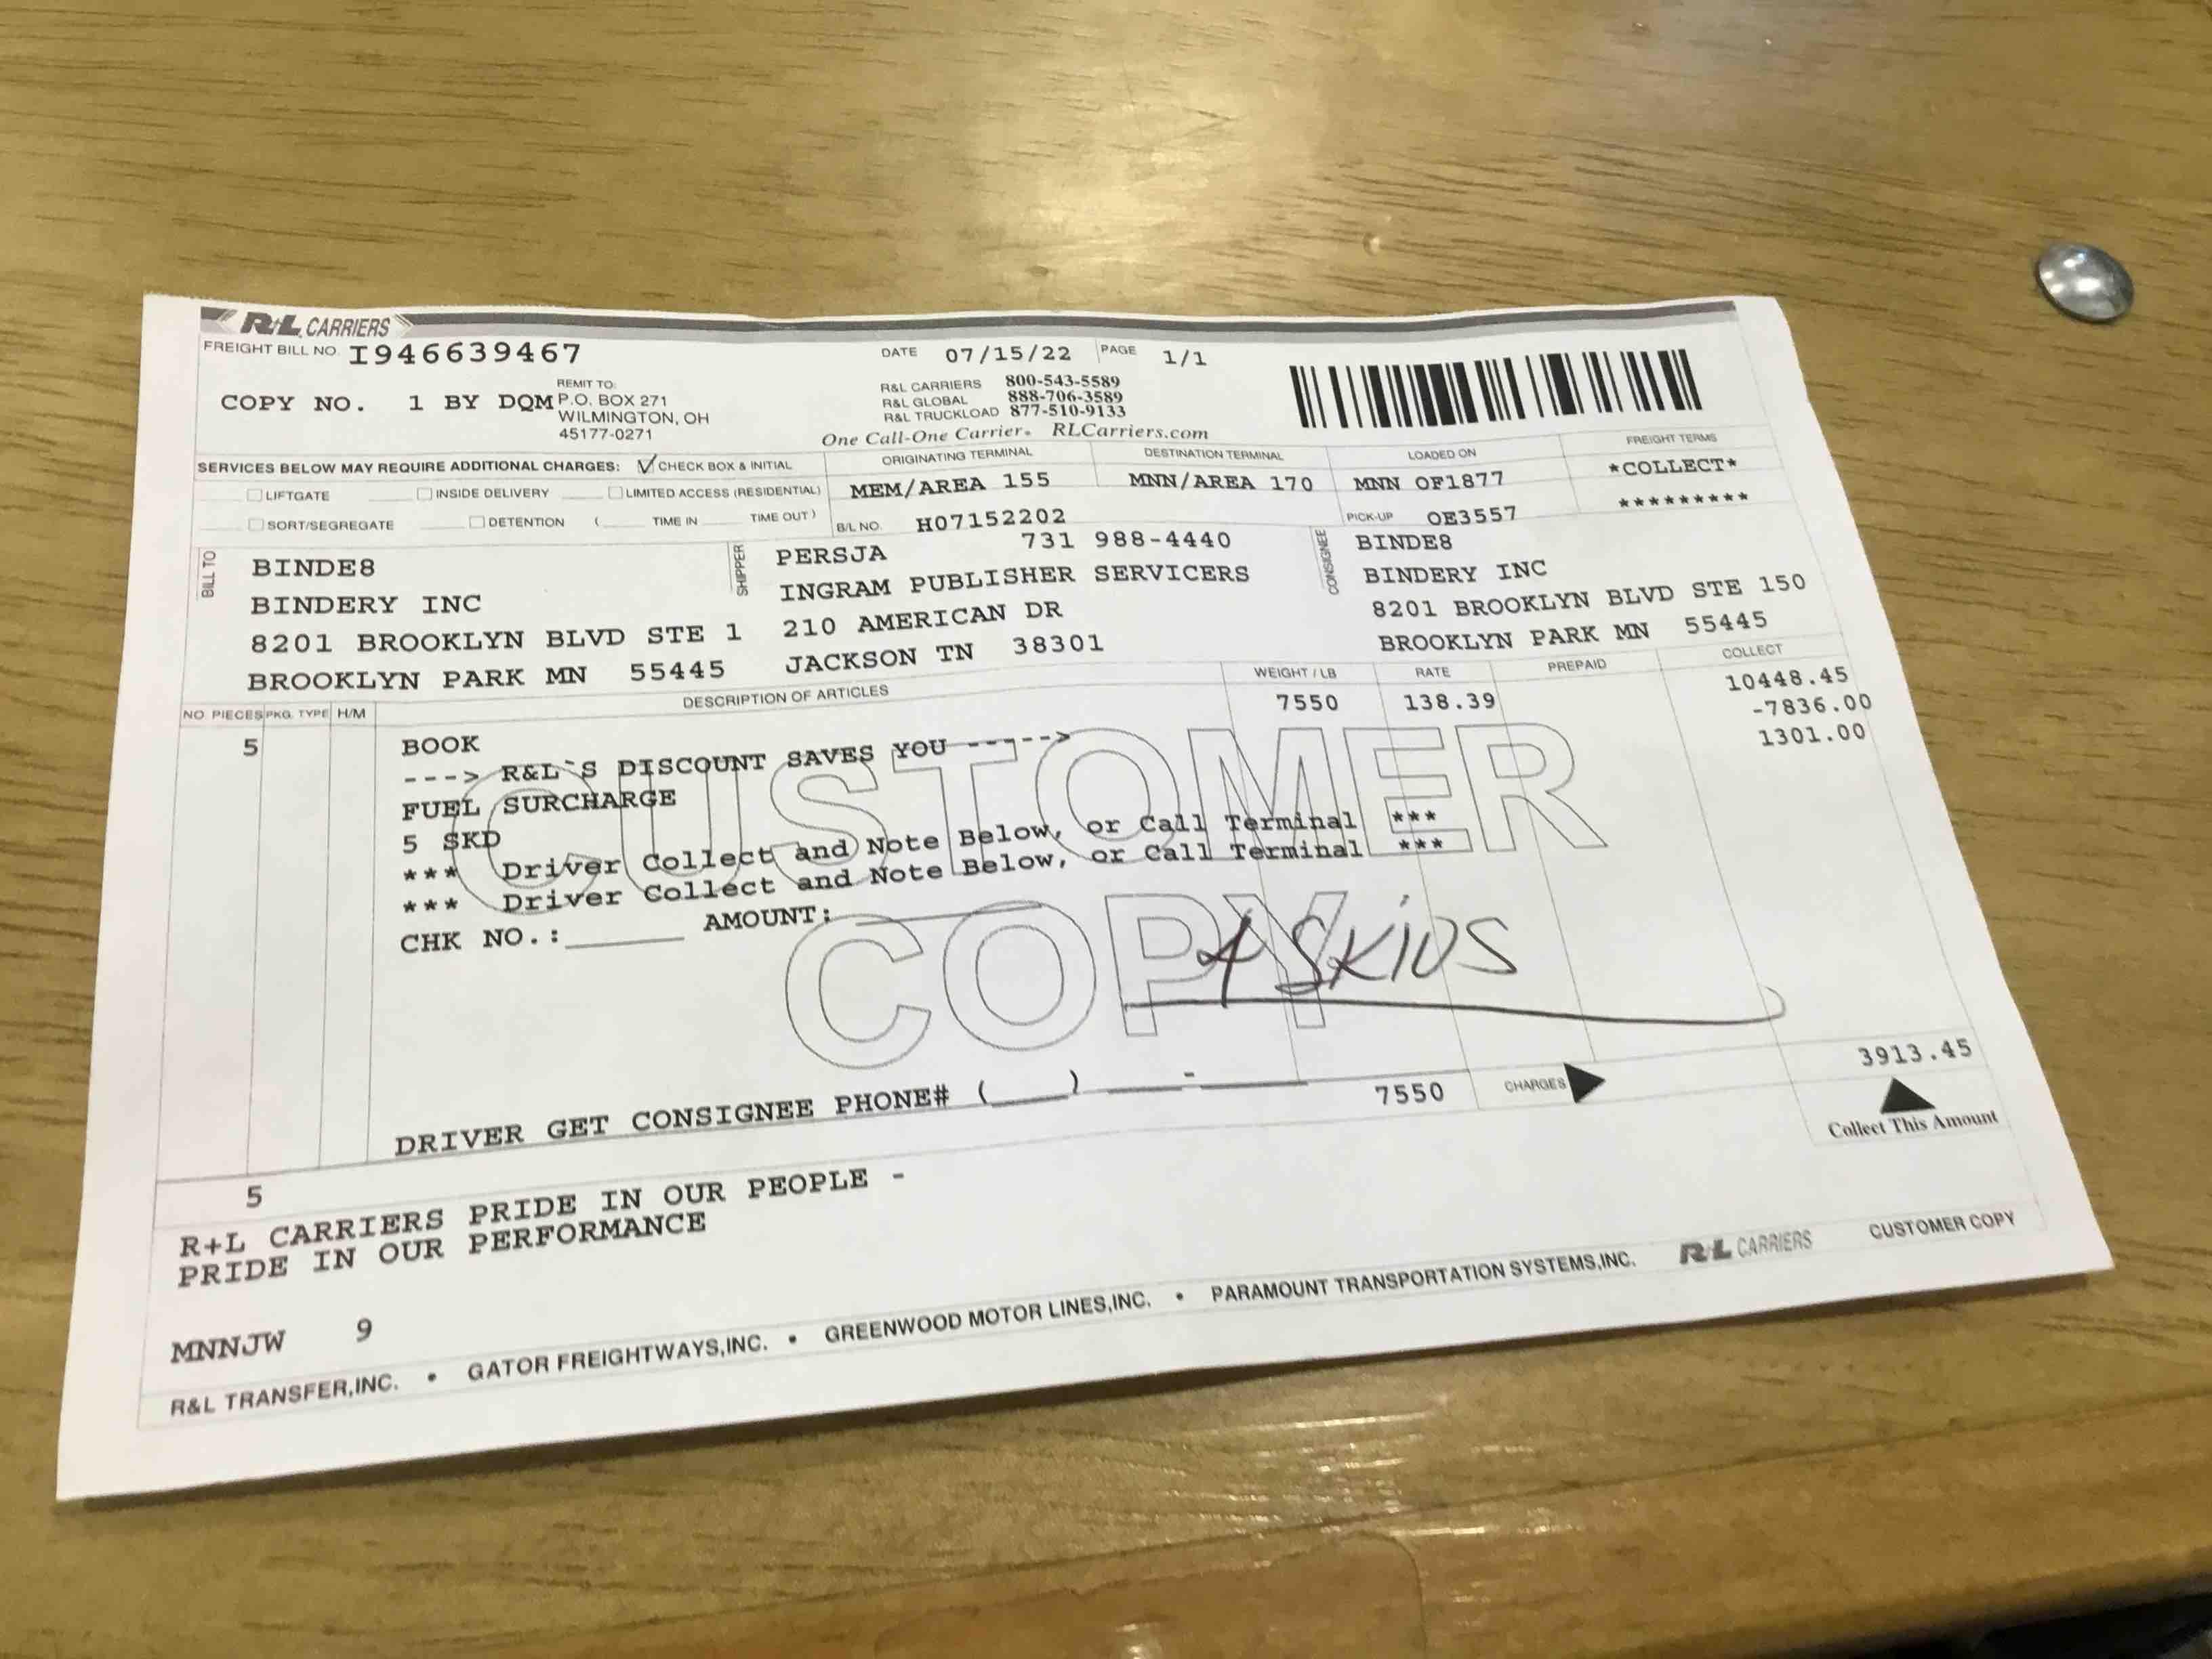 R+L CARRIERS
FREIGHT BILL NO. I946639467 DATE 07/15/22 PAGE 1/1
COPY NO. 1 BY DQM
REMIT TO:
P.O. BOX 271
WILMINGTON, OH
45177-0271
R&L CARRIERS 800-543-5589
R&L GLOBAL 888-706-3589
R&L TRUCKLOAD 877-510-9133
One Call-One Carrier. RLCarriers.com
SERVICES BELOW MAY REQUIRE ADDITIONAL CHARGES: ✓ CHECK BOX & INITIAL
LIFTGATE INSIDE DELIVERY LIMITED ACCESS (RESIDENTIAL)
SORT/SEGREGATE DETENTION ( TIME IN TIME OUT )
ORIGINATING TERMINAL
MEM/AREA 155
DESTINATION TERMINAL
MNN/AREA 170
LOADED ON
MNN OF1877
FREIGHT TERMS
*COLLECT*
*********
B/L NO. H07152202
PICK-UP OE3557
BILL TO
BINDE8
BINDERY INC
8201 BROOKLYN BLVD STE 1
BROOKLYN PARK MN 55445
SHIPPER
PERSJA 731 988-4440
INGRAM PUBLISHER SERVICERS
210 AMERICAN DR
JACKSON TN 38301
CONSIGNEE
BINDE8
BINDERY INC
8201 BROOKLYN BLVD STE 150
BROOKLYN PARK MN 55445
NO. PIECES PKG. TYPE H/M DESCRIPTION OF ARTICLES WEIGHT / LB RATE PREPAID COLLECT
5 BOOK 7550 138.39 10448.45
---> R&L`S DISCOUNT SAVES YOU -----> -7836.00
FUEL SURCHARGE 1301.00
5 SKD
*** Driver Collect and Note Below, or Call Terminal ***
*** Driver Collect and Note Below, or Call Terminal ***
CHK NO.:______ AMOUNT:__________
CUSTOMER
COPY
4 SKIDS
DRIVER GET CONSIGNEE PHONE# (____) ____-______
5 7550 CHARGES 3913.45
Collect This Amount
R+L CARRIERS PRIDE IN OUR PEOPLE -
PRIDE IN OUR PERFORMANCE
MNNJW 9
R&L TRANSFER,INC. • GATOR FREIGHTWAYS,INC. • GREENWOOD MOTOR LINES,INC. • PARAMOUNT TRANSPORTATION SYSTEMS,INC. R+L CARRIERS CUSTOMER COPY